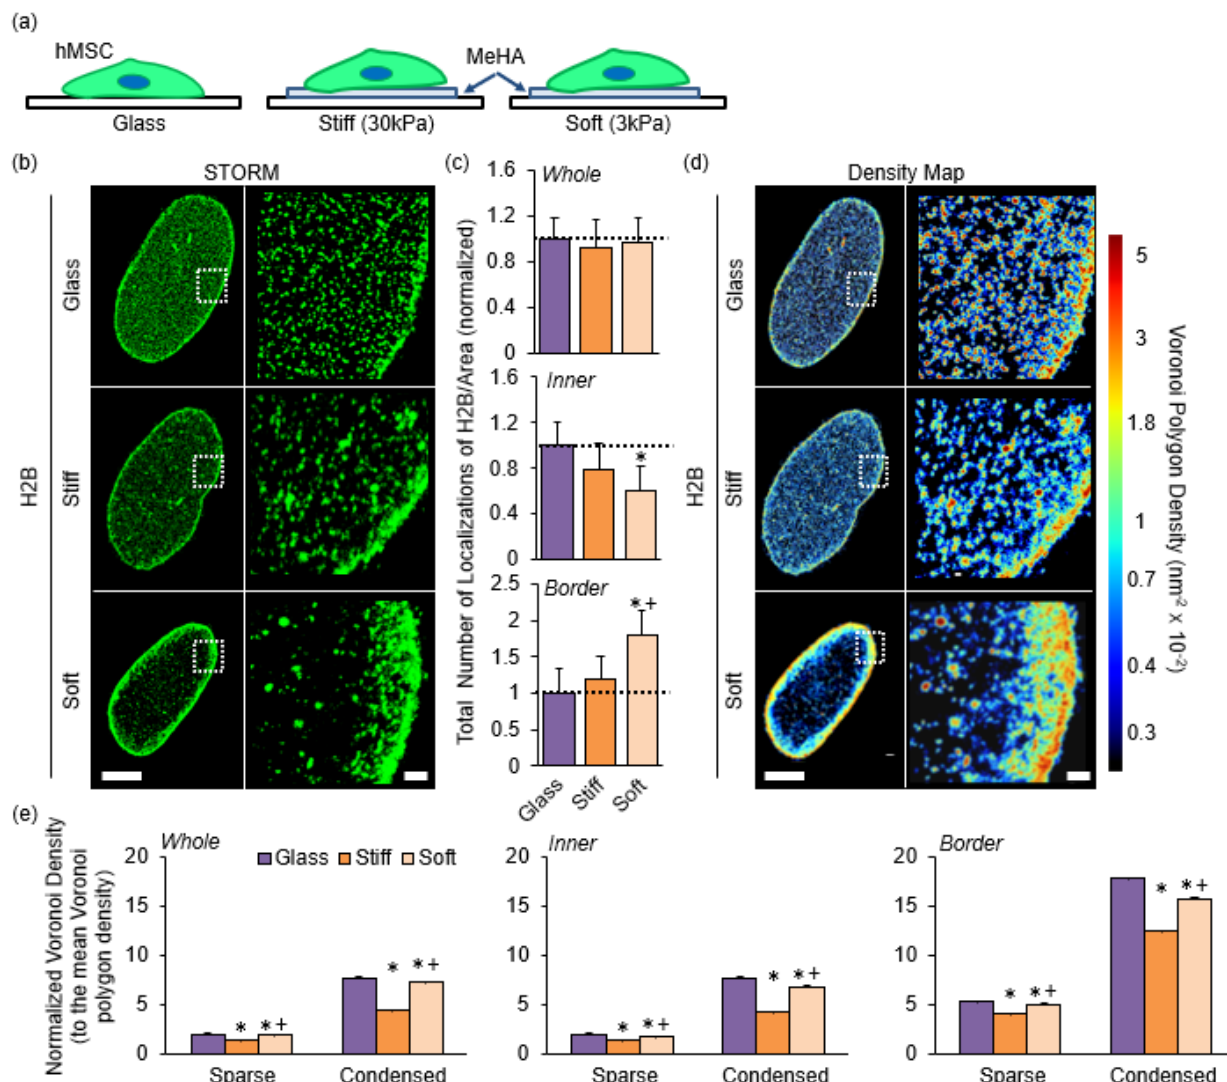 (a)
hMSC
MeHA
Glass
Stiff (30kPa)
Soft (3kPa)
(b)
STORM
H2B
Glass
Stiff
Soft
(c)
Total Number of Localizations of H2B/Area (normalized)
Whole
1.6
1.2
0.8
0.4
0
Inner
1.6
1.2
0.8
0.4
0
*
Border
2.5
2
1.5
1
0.5
0
*+
Glass
Stiff
Soft
(d)
Density Map
H2B
Glass
Stiff
Soft
5
3
1.8
1
0.7
0.4
0.3
Voronoi Polygon Density (nm⁻² x 10⁻²)
(e)
Normalized Voronoi Density
(to the mean Voronoi
polygon density)
Whole
Glass Stiff Soft
20
15
10
5
0
* *+
* *+
Sparse Condensed
Inner
20
15
10
5
0
* *+
* *+
Sparse Condensed
Border
20
15
10
5
0
* *+
* *+
Sparse Condensed